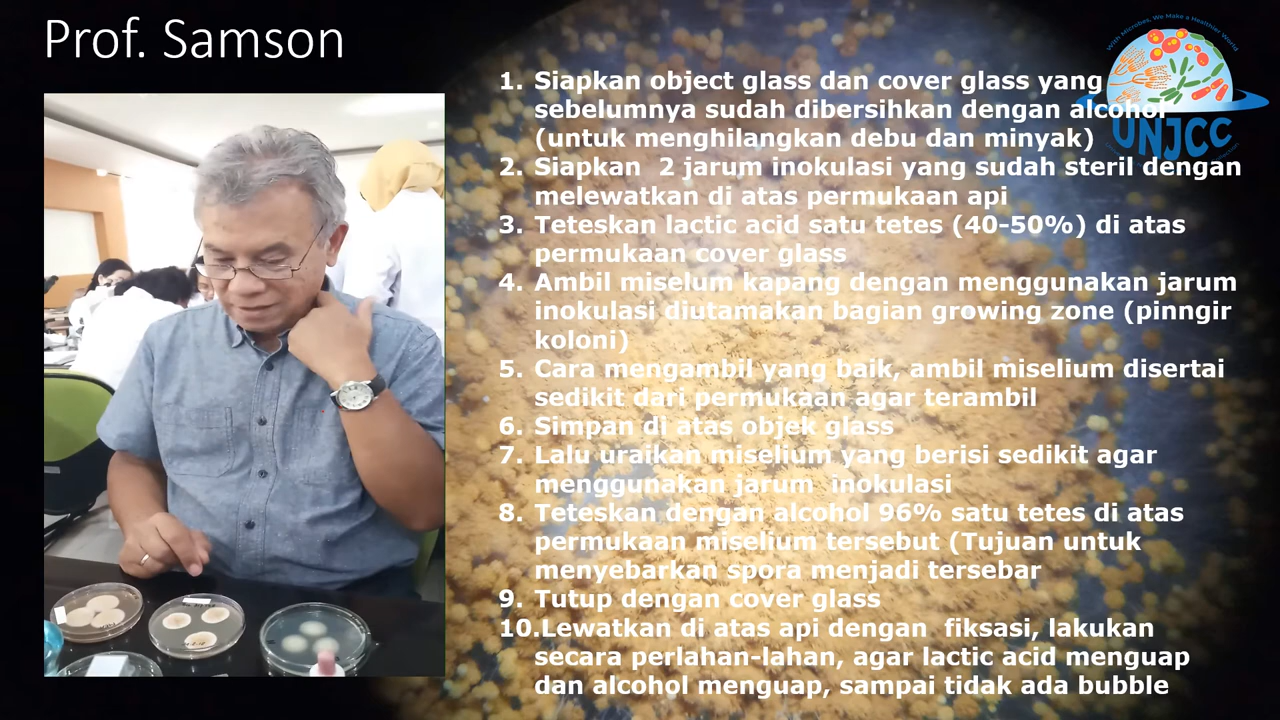 Prof. Samson
With Microbes, We Make a Healthier World
UNJCC
1. Siapkan object glass dan cover glass yang
sebelumnya sudah dibersihkan dengan alcohol
(untuk menghilangkan debu dan minyak)
2. Siapkan  2 jarum inokulasi yang sudah steril dengan
melewatkan di atas permukaan api
3. Teteskan lactic acid satu tetes (40-50%) di atas
permukaan cover glass
4. Ambil miselum kapang dengan menggunakan jarum
inokulasi diutamakan bagian growing zone (pinngir
koloni)
5. Cara mengambil yang baik, ambil miselium disertai
sedikit dari permukaan agar terambil
6. Simpan di atas objek glass
7. Lalu uraikan miselium yang berisi sedikit agar
menggunakan jarum  inokulasi
8. Teteskan dengan alcohol 96% satu tetes di atas
permukaan miselium tersebut (Tujuan untuk
menyebarkan spora menjadi tersebar
9. Tutup dengan cover glass
10.Lewatkan di atas api dengan  fiksasi, lakukan
secara perlahan-lahan, agar lactic acid menguap
dan alcohol menguap, sampai tidak ada bubble